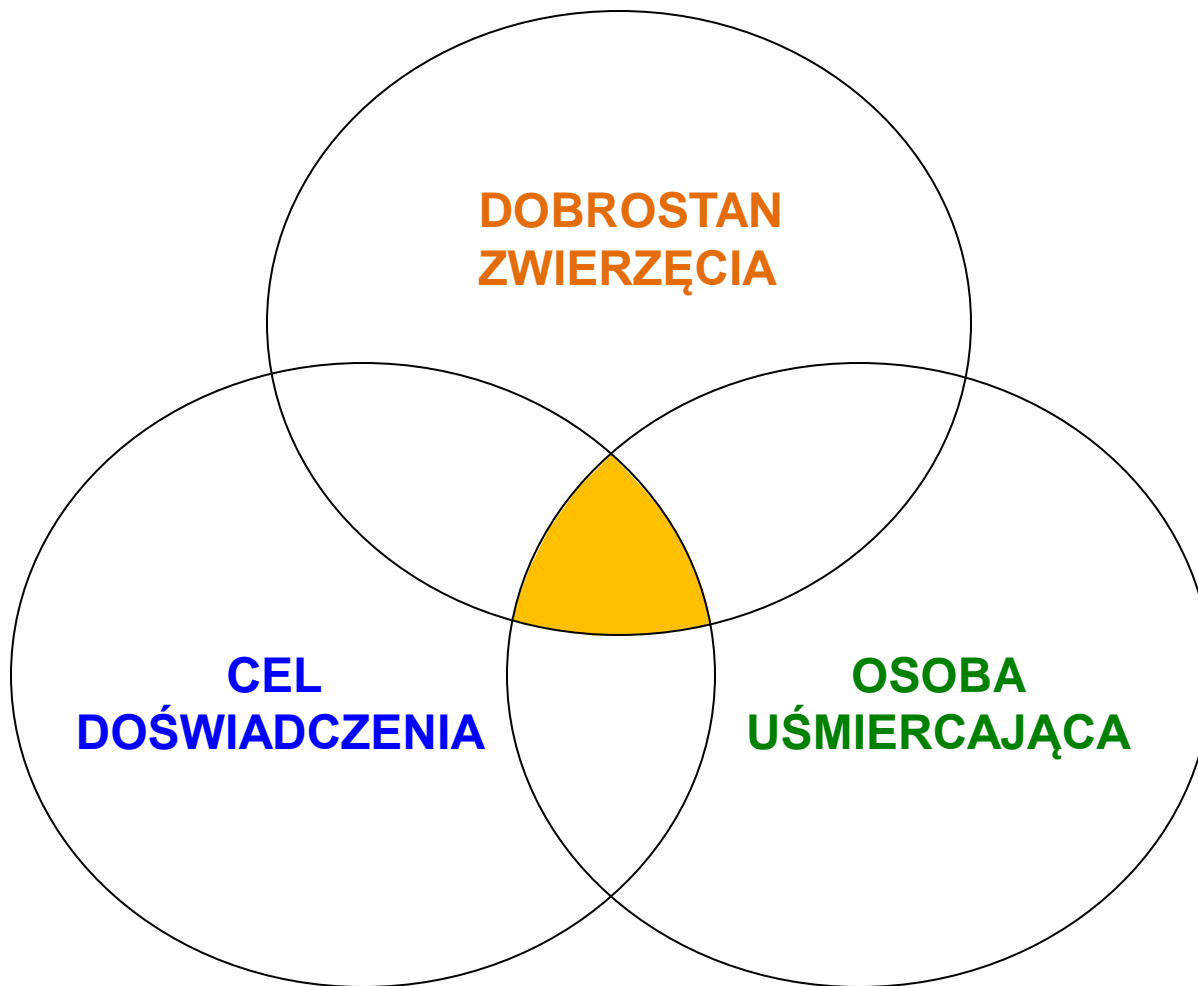 DOBROSTAN
ZWIERZĘCIA
CEL
DOŚWIADCZENIA
OSOBA
UŚMIERCAJĄCA